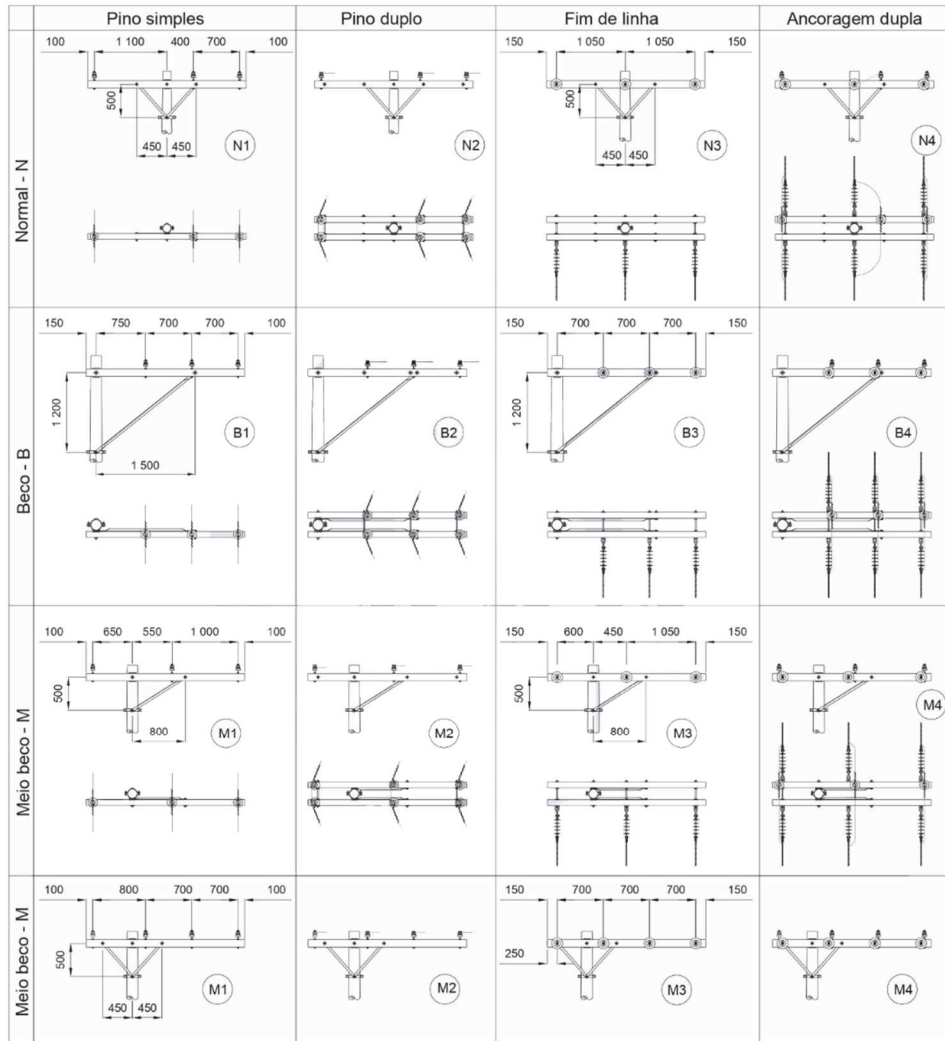 Pino simples
Pino duplo
Fim de linha
Ancoragem dupla
Normal - N
100 1 100 400 700 100
500
450 450
N1
N2
150 1 050 1 050 150
500
450 450
N3
N4
Beco - B
150 750 700 700 100
1 200
1 500
B1
B2
150 700 700 700 150
1 200
B3
B4
Meio beco - M
100 650 550 1 000 100
500
800
M1
M2
150 600 450 1 050 150
500
800
M3
M4
Meio beco - M
100 800 700 700 100
500
450 450
M1
M2
150 700 700 700 150
250
M3
M4